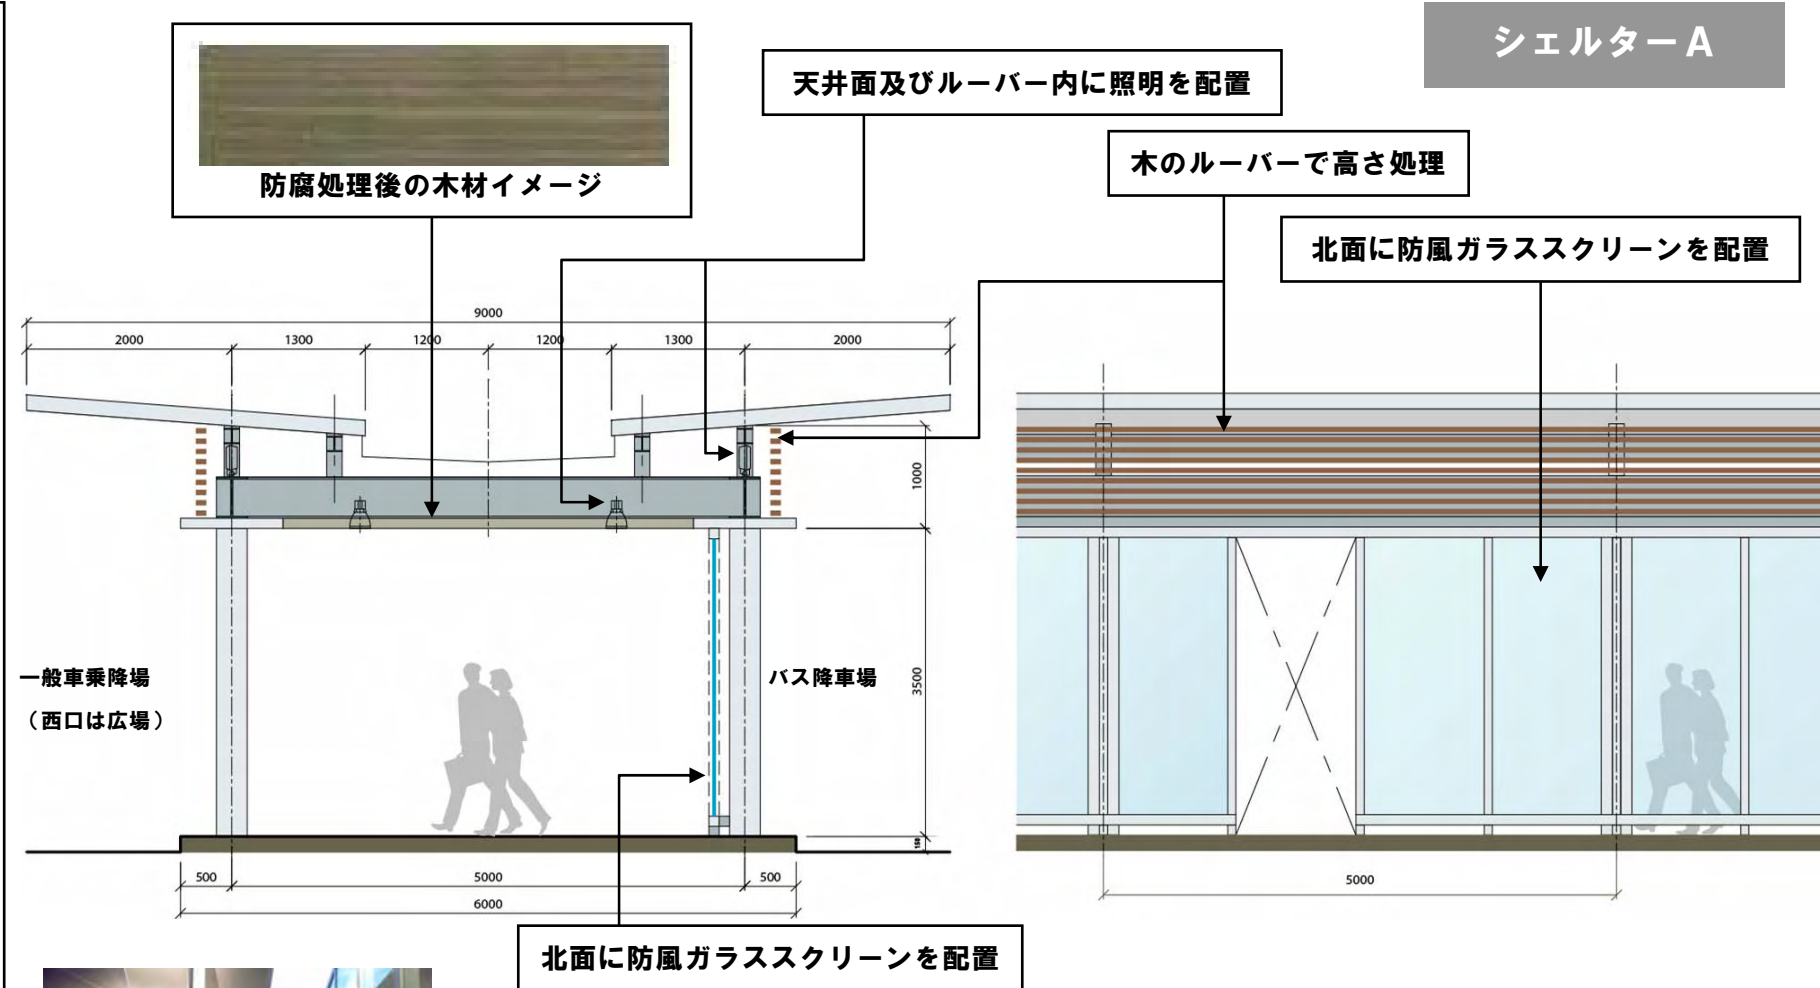 シェルターA
天井面及びルーバー内に照明を配置
防腐処理後の木材イメージ
木のルーバーで高さ処理
北面に防風ガラススクリーンを配置
9000
2000 1300 1200 1200 1300 2000
1000
一般車乗降場
（西口は広場）
バス降車場
3500
150
500 5000 500
6000
5000
北面に防風ガラススクリーンを配置